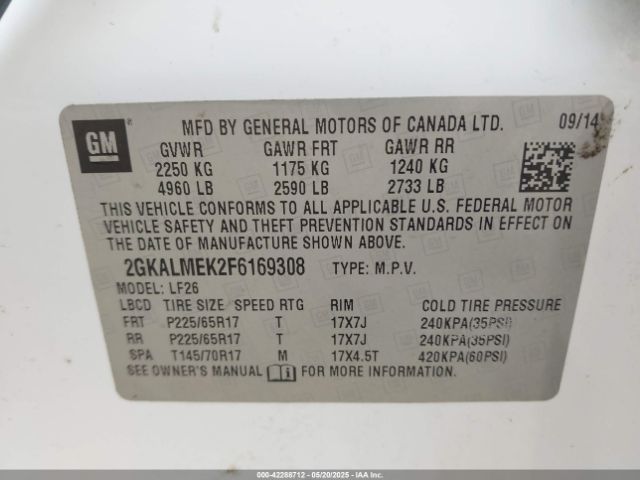 GM
MFD BY GENERAL MOTORS OF CANADA LTD. 09/14
GVWR GAWR FRT GAWR RR
2250 KG 1175 KG 1240 KG
4960 LB 2590 LB 2733 LB
THIS VEHICLE CONFORMS TO ALL APPLICABLE U.S. FEDERAL MOTOR
VEHICLE SAFETY AND THEFT PREVENTION STANDARDS IN EFFECT ON
THE DATE OF MANUFACTURE SHOWN ABOVE.
2GKALMEK2F6169308 TYPE: M.P.V.
MODEL: LF26
LBCD TIRE SIZE SPEED RTG RIM COLD TIRE PRESSURE
FRT P225/65R17 T 17X7J 240KPA(35PSI)
RR P225/65R17 T 17X7J 240KPA(35PSI)
SPA T145/70R17 M 17X4.5T 420KPA(60PSI)
SEE OWNER'S MANUAL FOR MORE INFORMATION.
000-42288712 - 05/20/2025 - IAAI.COM